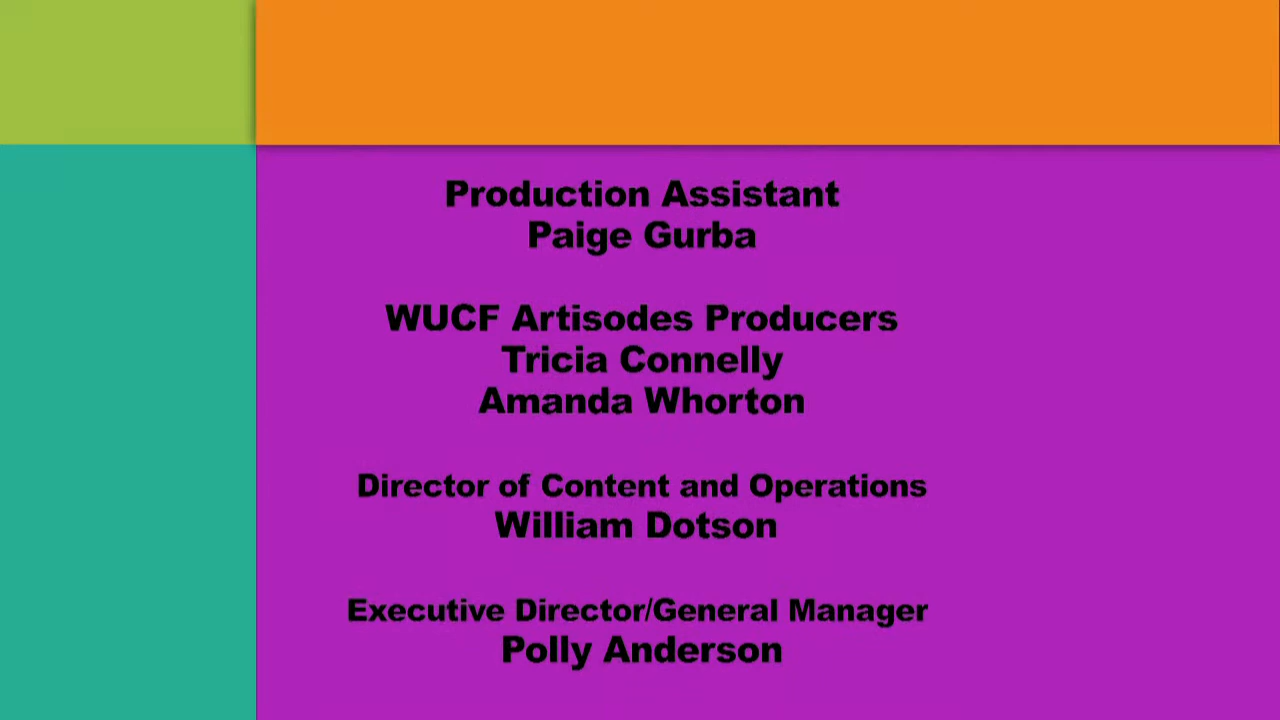 Production Assistant
Paige Gurba
WUCF Artisodes Producers
Tricia Connelly
Amanda Whorton
Director of Content and Operations
William Dotson
Executive Director/General Manager
Polly Anderson